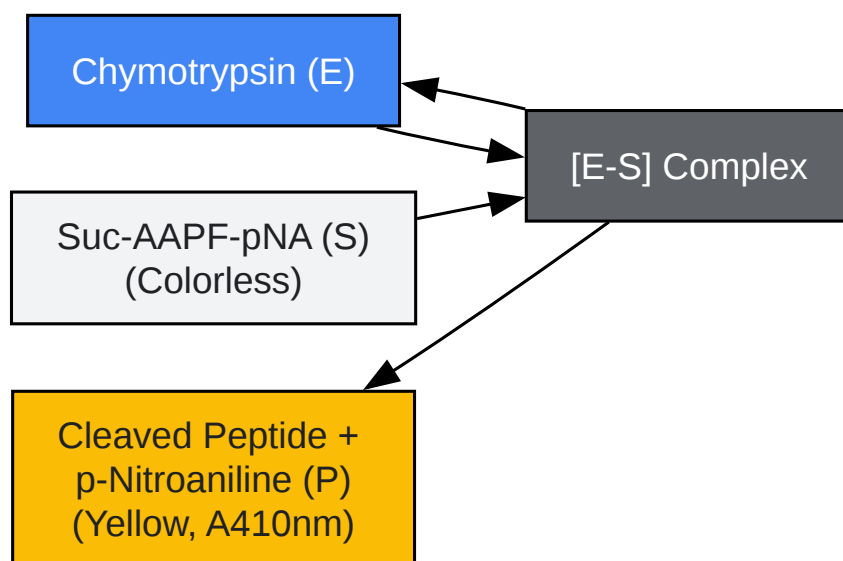 Chymotrypsin (E)
[E-S] Complex
Suc-AAPF-pNA (S)
(Colorless)
Cleaved Peptide +
p-Nitroaniline (P)
(Yellow, A410nm)